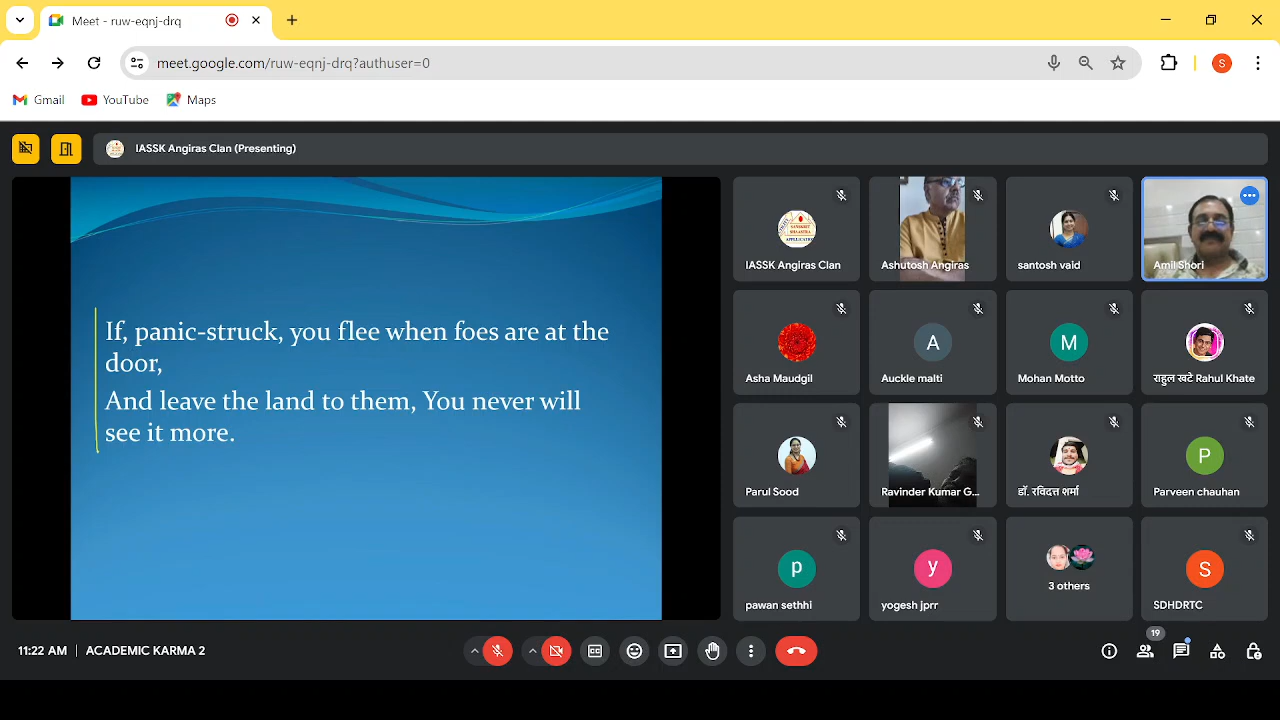 Meet - ruw-eqnj-drq
meet.google.com/ruw-eqnj-drq?authuser=0
S
Gmail
YouTube
Maps
IASSK Angiras Clan (Presenting)
If, panic-struck, you flee when foes are at the
door,
And leave the land to them, You never will
see it more.
IASSK Angiras Clan
Ashutosh Angiras
santosh vaid
Amil Shori
Asha Maudgil
A
Auckle malti
M
Mohan Motto
राहुल खटे Rahul Khate
Parul Sood
Ravinder Kumar G...
डॉ. रविदत्त शर्मा
P
Parveen chauhan
p
pawan sethhi
y
yogesh jprr
3 others
S
SDHDRTC
11:22 AM | ACADEMIC KARMA 2
19